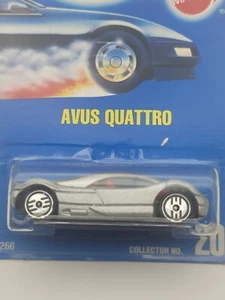 AVUS QUATTRO
260
COLLECTOR NO.
20